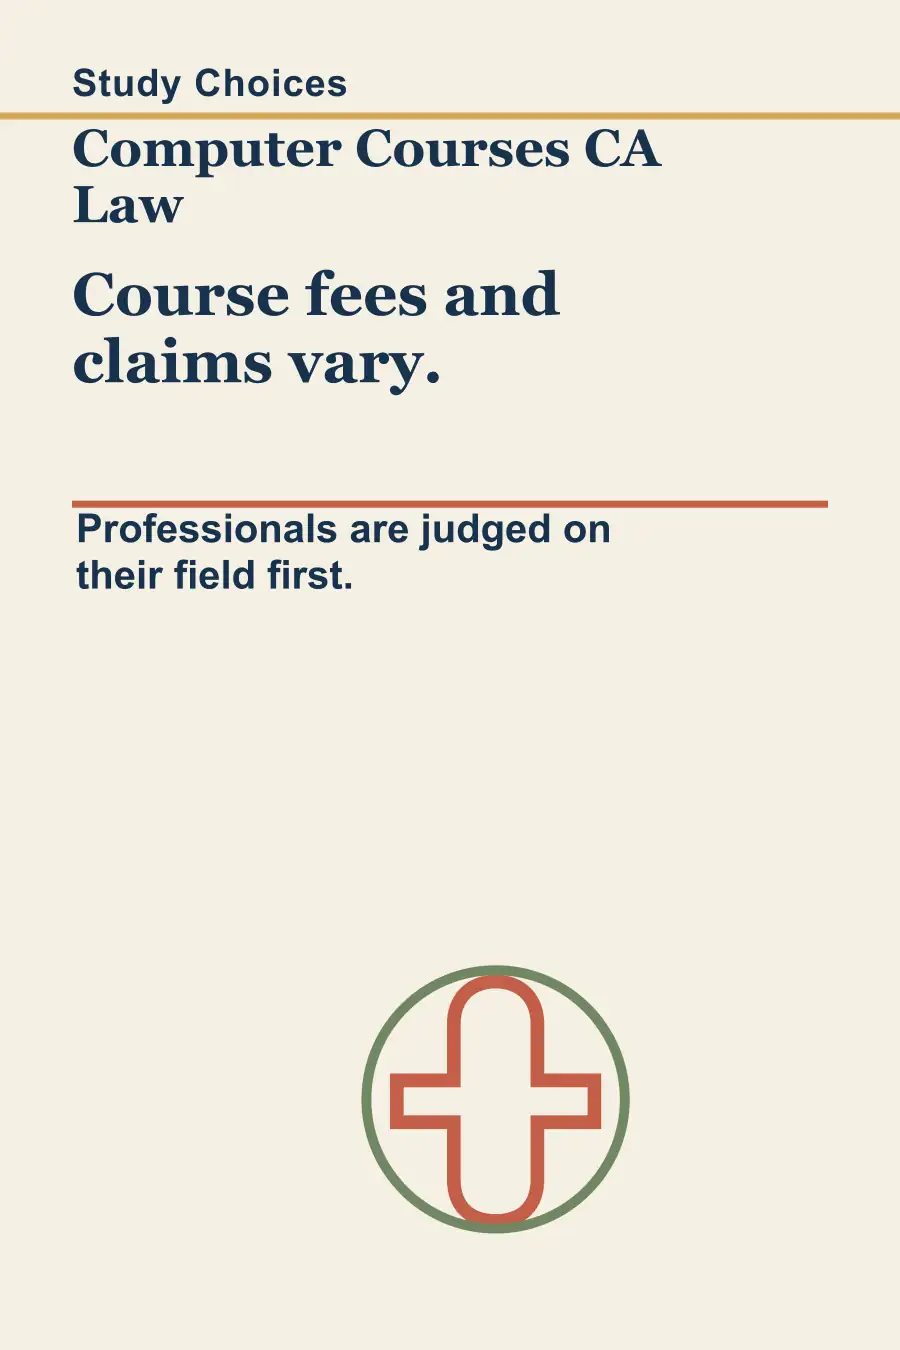 Study Choices
Computer Courses CA
Law
Course fees and
claims vary.
Professionals are judged on
their field first.